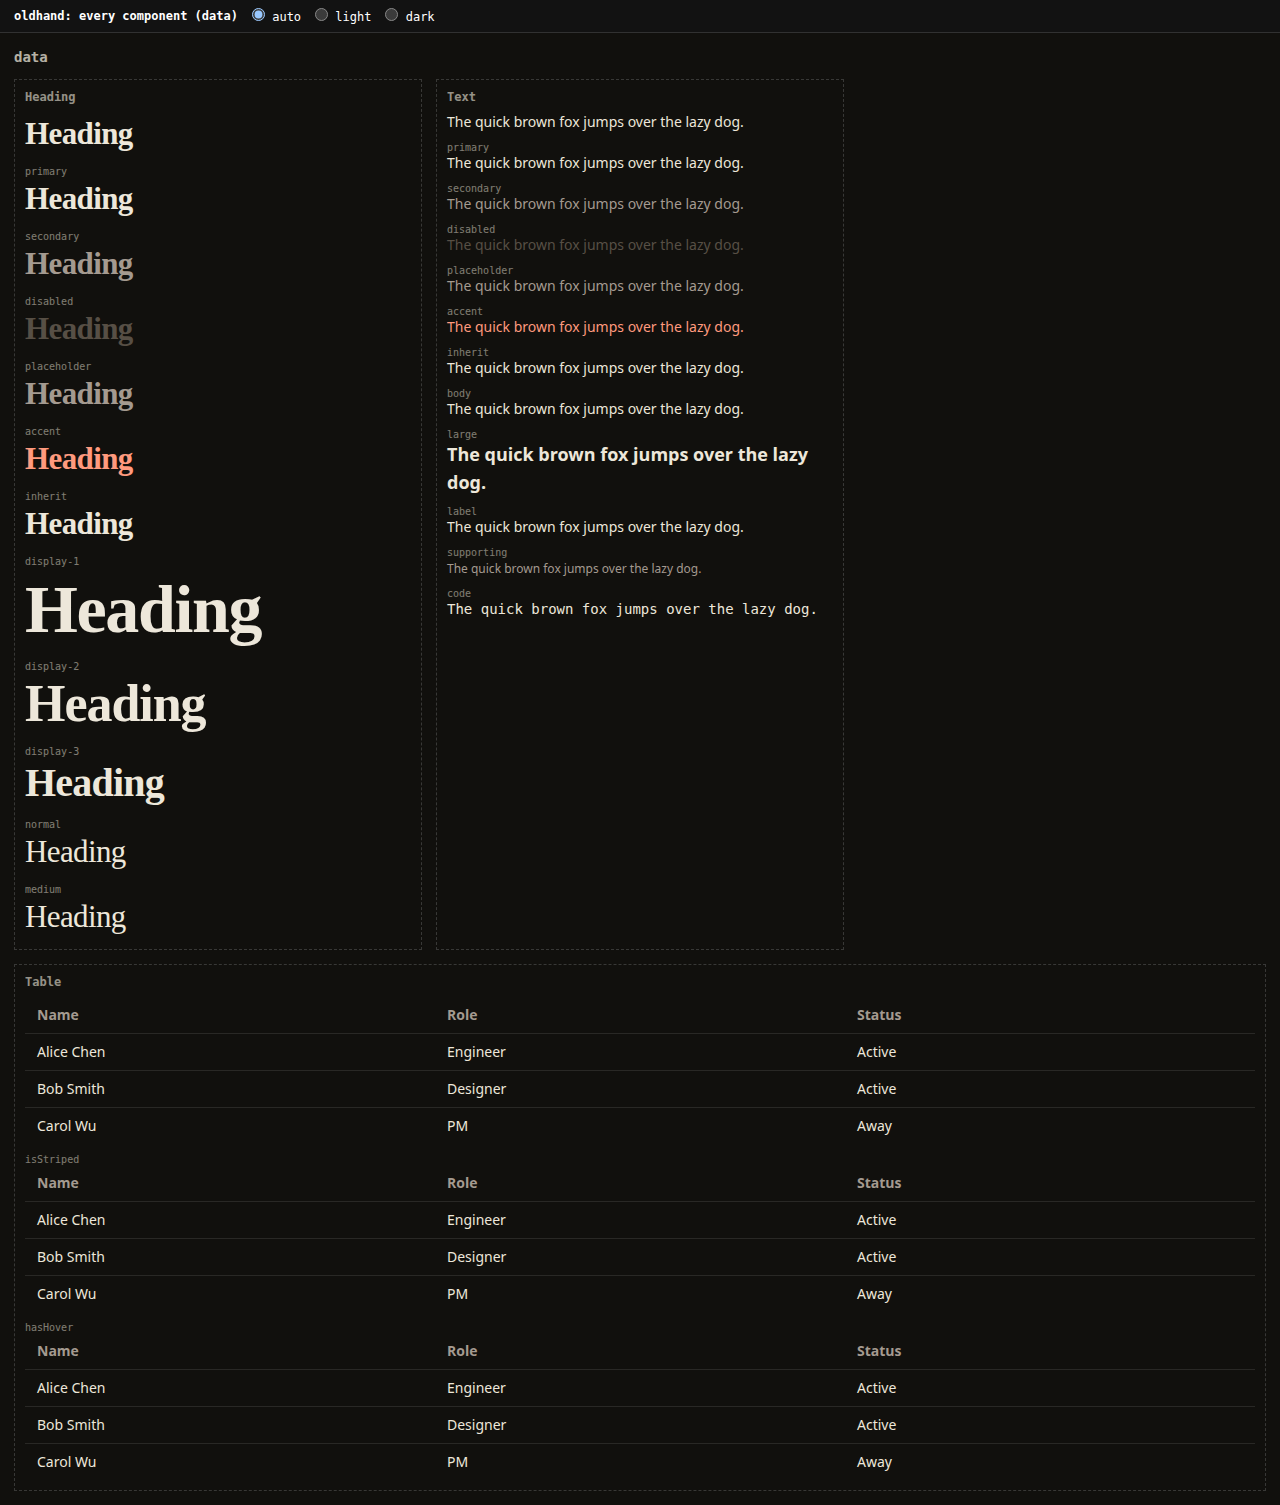 oldhand: every component (data) auto light dark
data
Heading
Heading
primary
Heading
secondary
Heading
disabled
Heading
placeholder
Heading
accent
Heading
inherit
Heading
display-1
Heading
display-2
Heading
display-3
Heading
normal
Heading
medium
Heading
Text
The quick brown fox jumps over the lazy dog.
primary
The quick brown fox jumps over the lazy dog.
secondary
The quick brown fox jumps over the lazy dog.
disabled
The quick brown fox jumps over the lazy dog.
placeholder
The quick brown fox jumps over the lazy dog.
accent
The quick brown fox jumps over the lazy dog.
inherit
The quick brown fox jumps over the lazy dog.
body
The quick brown fox jumps over the lazy dog.
large
The quick brown fox jumps over the lazy
dog.
label
The quick brown fox jumps over the lazy dog.
supporting
The quick brown fox jumps over the lazy dog.
code
The quick brown fox jumps over the lazy dog.
Table
Name Role Status
Alice Chen Engineer Active
Bob Smith Designer Active
Carol Wu PM Away
isStriped
Name Role Status
Alice Chen Engineer Active
Bob Smith Designer Active
Carol Wu PM Away
hasHover
Name Role Status
Alice Chen Engineer Active
Bob Smith Designer Active
Carol Wu PM Away